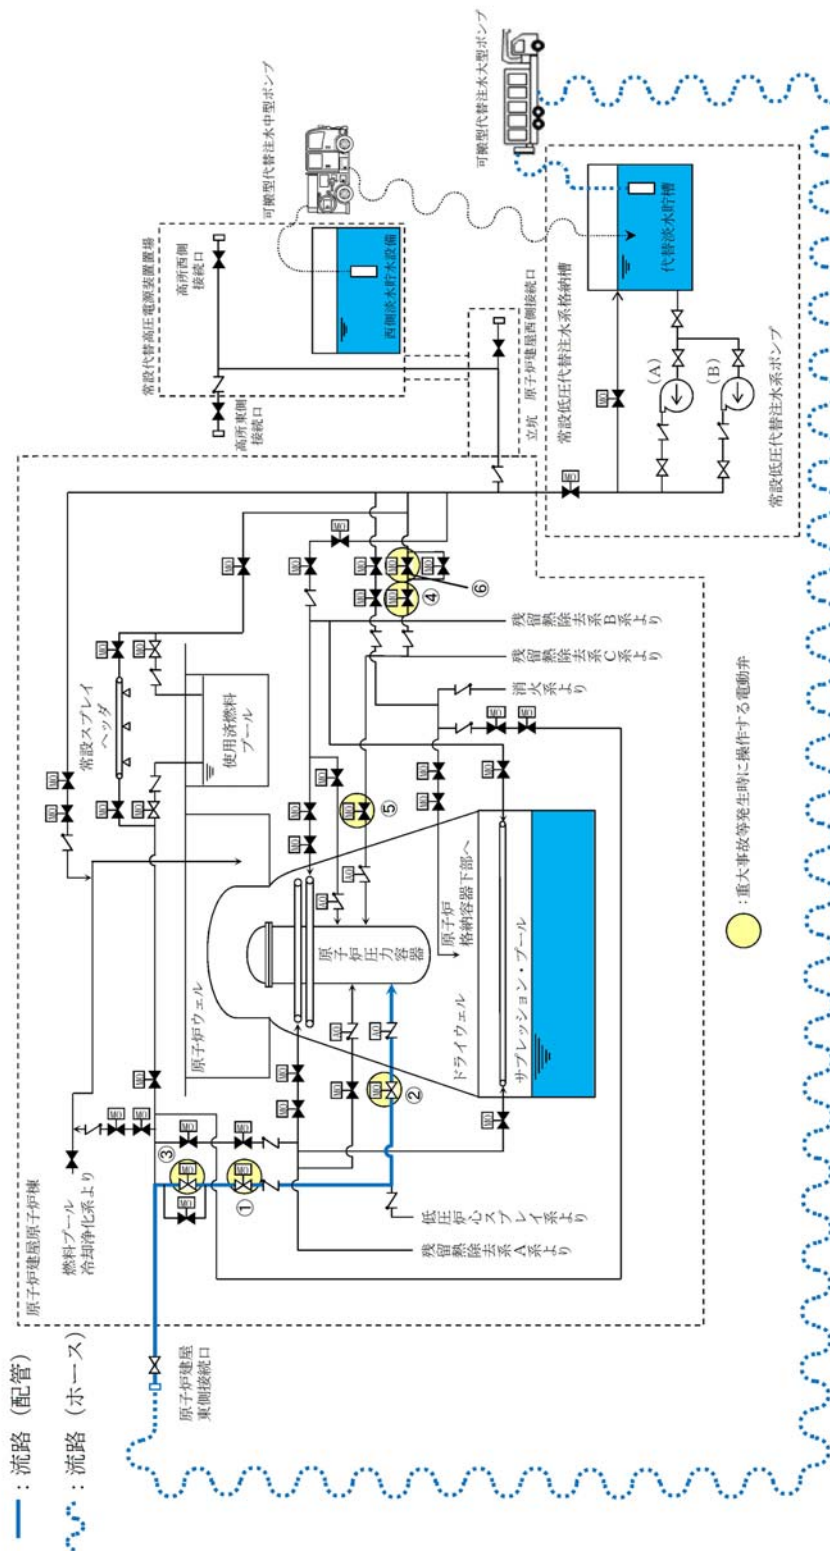 ━：流路（配管）
：流路（ホース）
原子炉建屋原子炉棟
燃料プール
冷却浄化系より
原子炉建屋
東側接続口
③
MO
①
MO
②
MO
AO
低圧炉心スプレイ系より
残留熱除去系A系より
原子炉ウェル
常設スプレイ
ヘッダ
使用済燃料
プール
原子炉圧力容器
ドライウェル
サプレッション・プール
原子炉
格納容器下部へ
⑤
MO
④
MO
⑥
MO
残留熱除去系B系より
残留熱除去系C系より
消火系より
：重大事故等発生時に操作する電動弁
常設代替高圧電源装置置場
高所東側
接続口
高所西側
接続口
西側淡水貯水設備
可搬型代替注水中型ポンプ
可搬型代替注水大型ポンプ
立坑
原子炉建屋西側接続口
常設低圧代替注水系格納槽
代替淡水貯槽
(A)
(B)
常設低圧代替注水系ポンプ